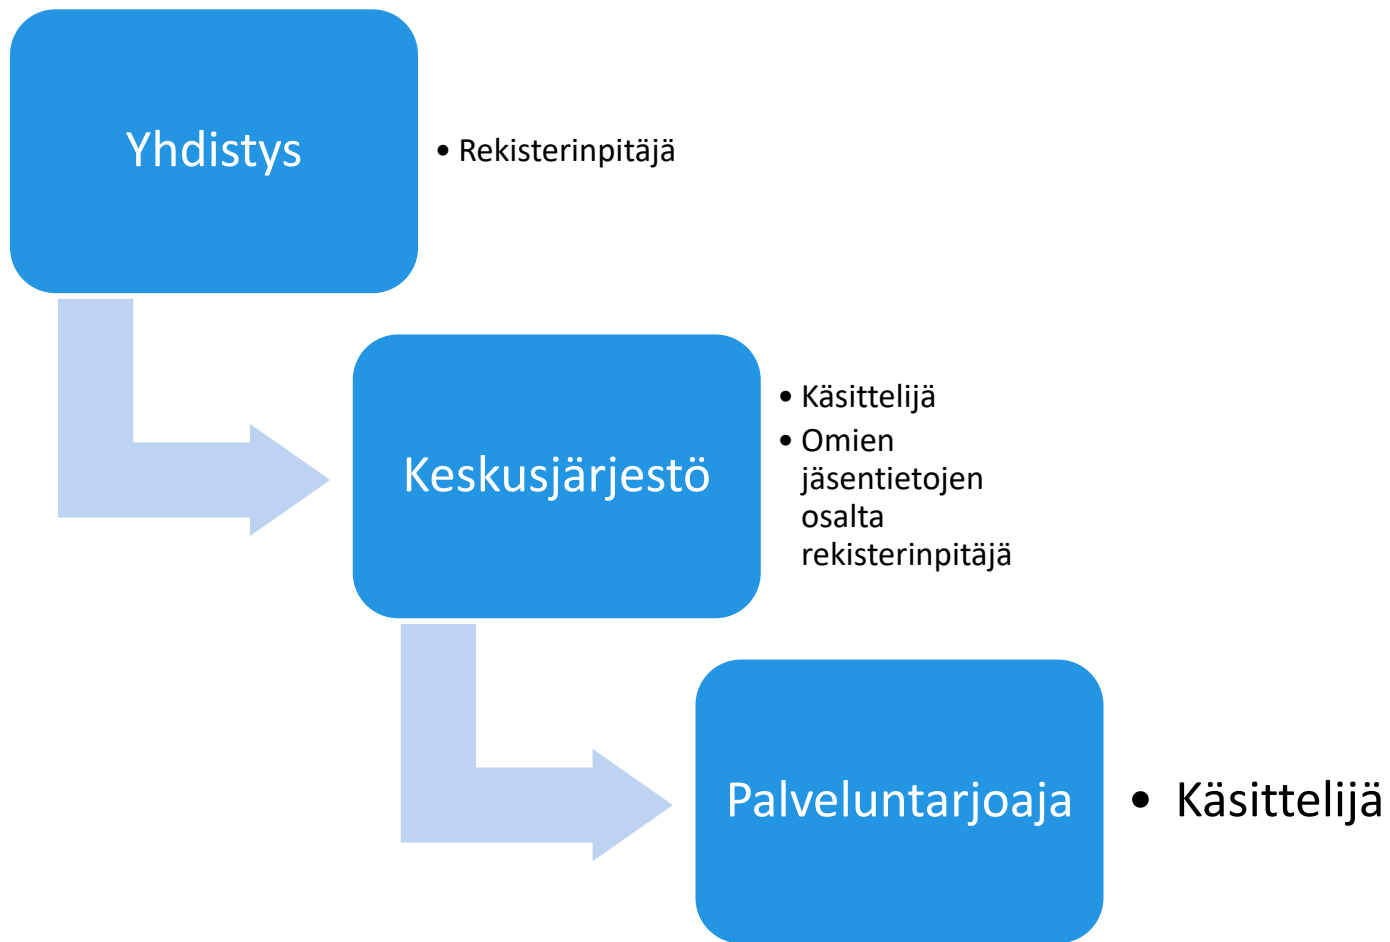 Yhdistys
• Rekisterinpitäjä
Keskusjärjestö
• Käsittelijä
• Omien
jäsentietojen
osalta
rekisterinpitäjä
Palveluntarjoaja
• Käsittelijä